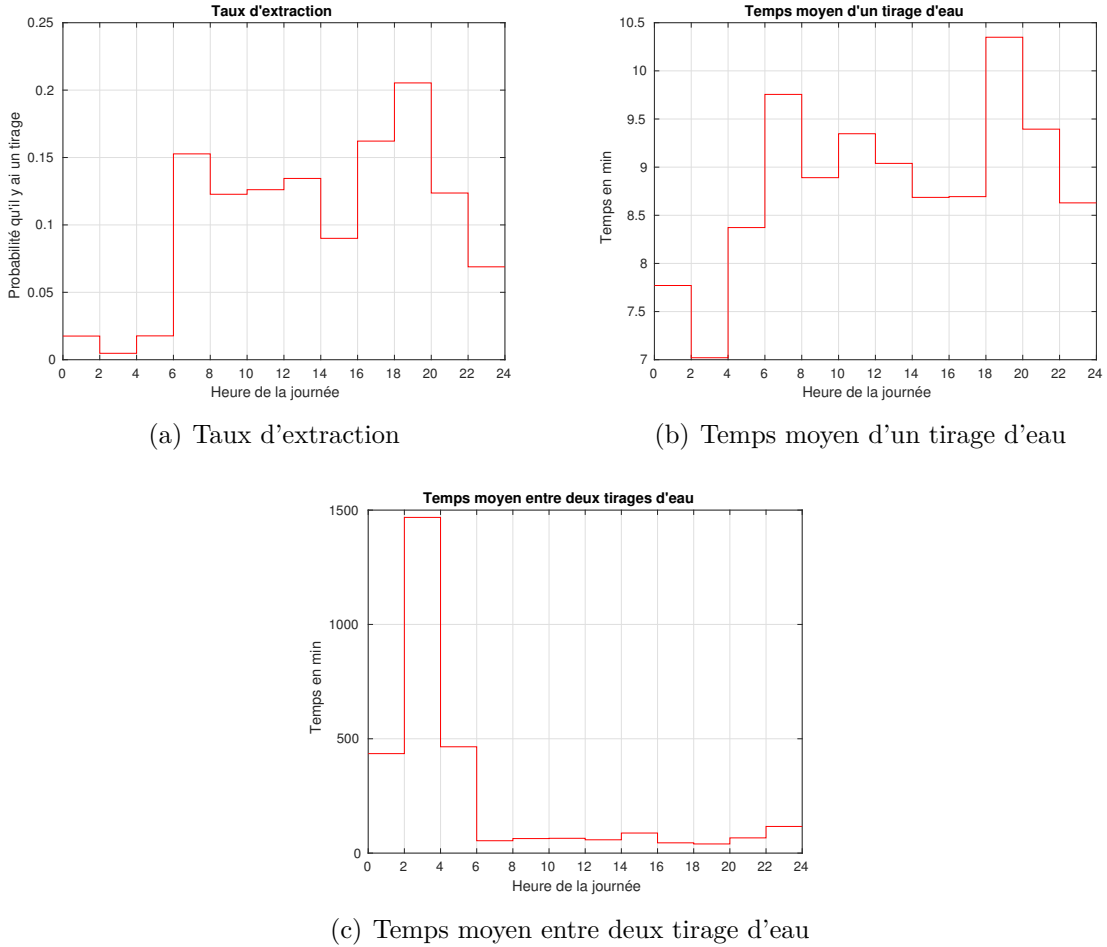 Taux d'extraction
0.25
0.2
0.15
0.1
0.05
0
Probabilité qu'il y ai un tirage
0 2 4 6 8 10 12 14 16 18 20 22 24
Heure de la journée
(a) Taux d'extraction
Temps moyen d'un tirage d'eau
10.5
10
9.5
9
8.5
8
7.5
7
Temps en min
0 2 4 6 8 10 12 14 16 18 20 22 24
Heure de la journée
(b) Temps moyen d'un tirage d'eau
Temps moyen entre deux tirages d'eau
1500
1000
500
0
Temps en min
0 2 4 6 8 10 12 14 16 18 20 22 24
Heure de la journée
(c) Temps moyen entre deux tirage d'eau